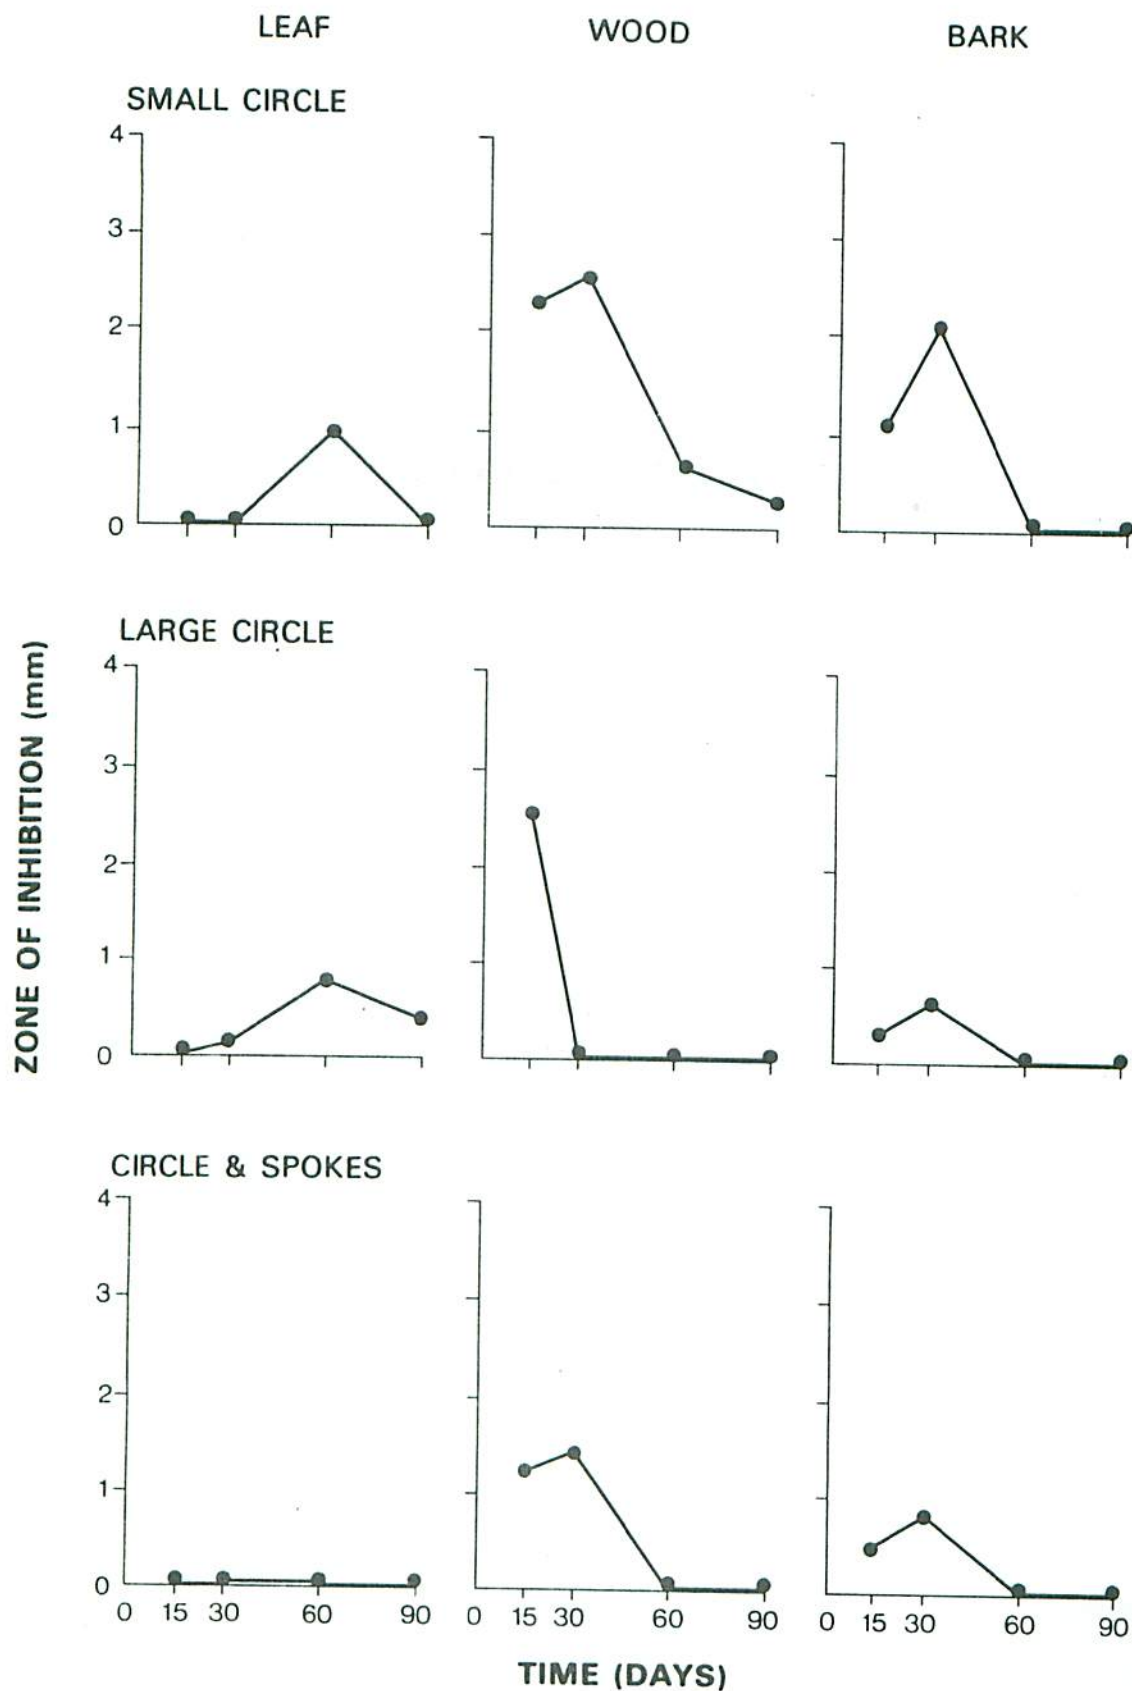 LEAF WOOD BARK
SMALL CIRCLE
4
3
2
1
0
LARGE CIRCLE
4
3
2
1
0
ZONE OF INHIBITION (mm)
CIRCLE & SPOKES
4
3
2
1
0
0 15 30 60 90 0 15 30 60 90 0 15 30 60 90
TIME (DAYS)